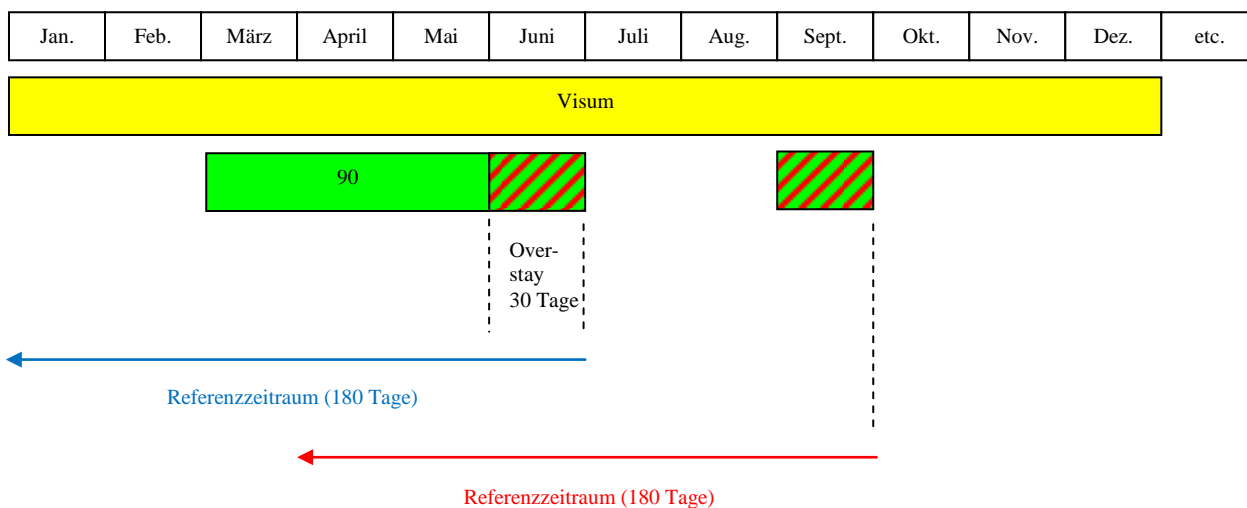 Jan. Feb. März April Mai Juni Juli Aug. Sept. Okt. Nov. Dez. etc.
Visum
90
Over-
stay
30 Tage
Referenzzeitraum (180 Tage)
Referenzzeitraum (180 Tage)